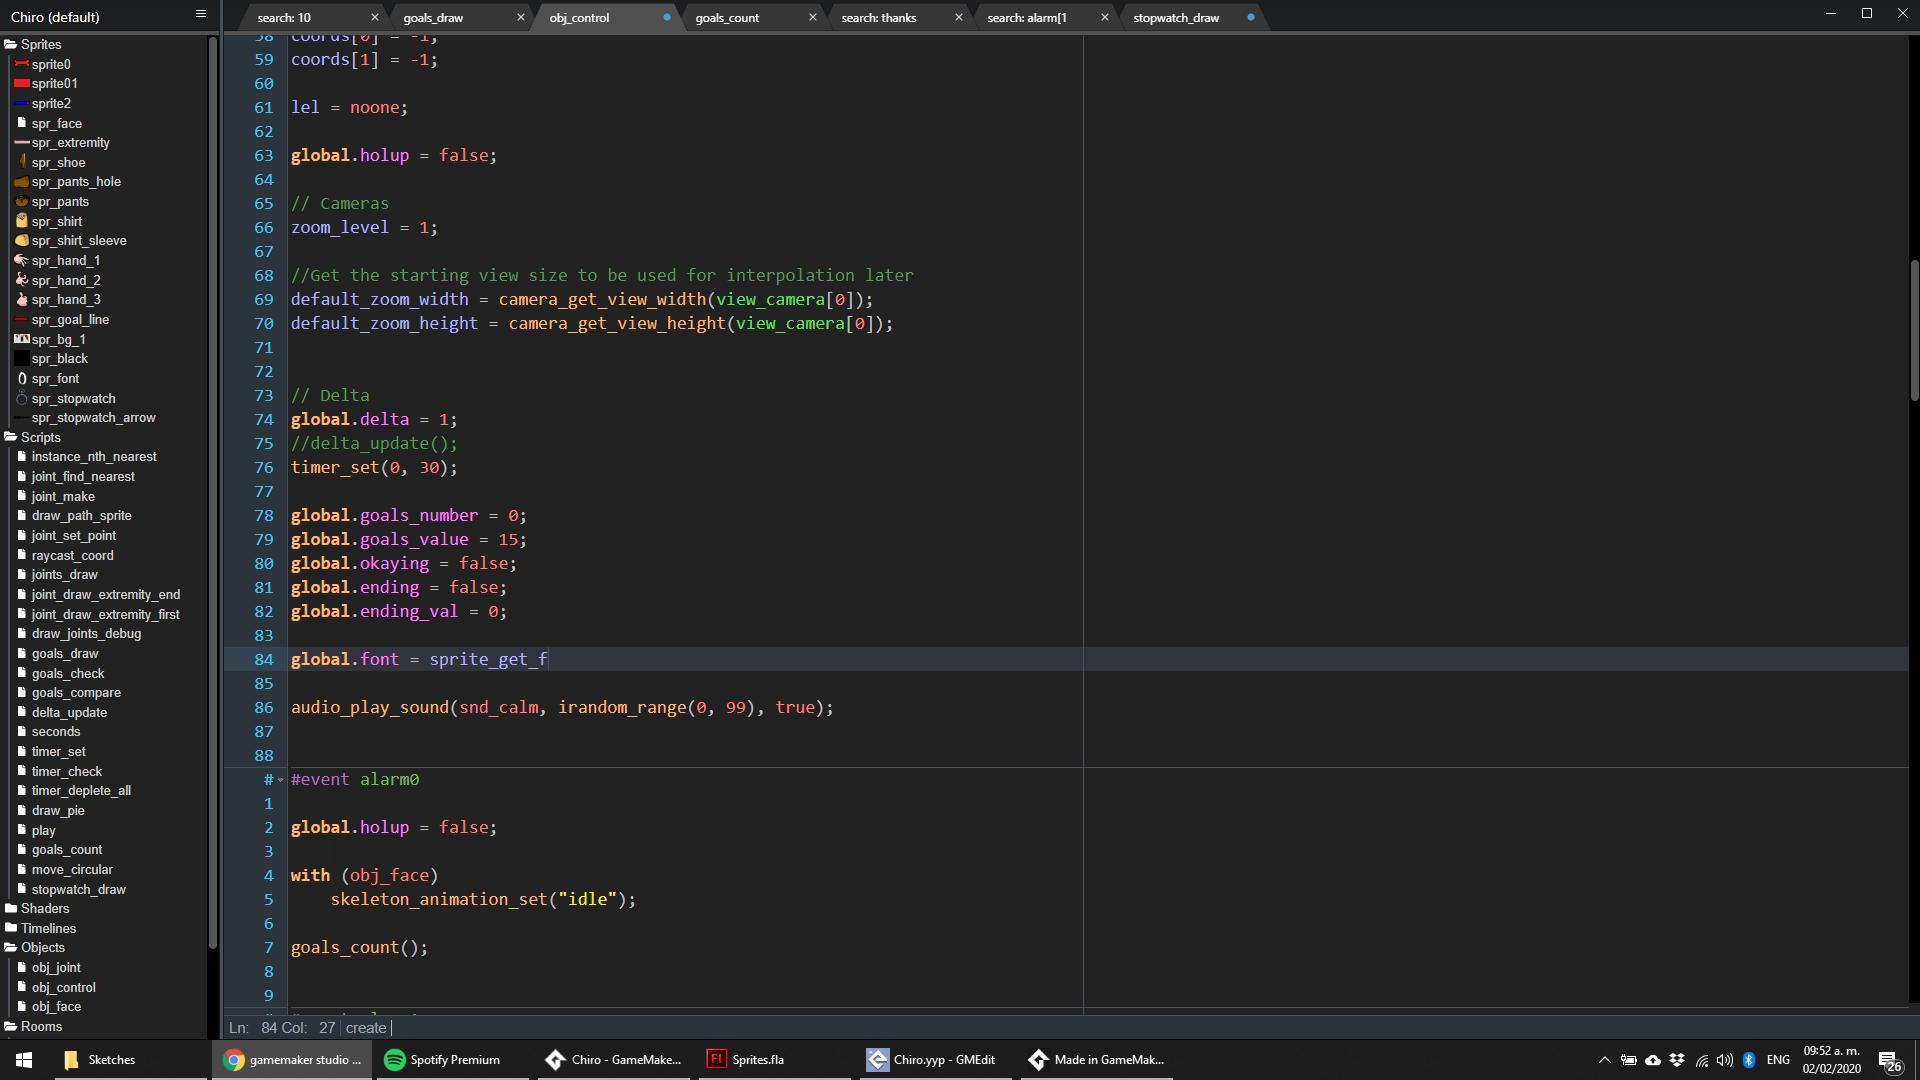 Chiro (default)
search: 10
goals_draw
obj_control
goals_count
search: thanks
search: alarm[1
stopwatch_draw
Sprites
sprite0
sprite01
sprite2
spr_face
spr_extremity
spr_shoe
spr_pants_hole
spr_pants
spr_shirt
spr_shirt_sleeve
spr_hand_1
spr_hand_2
spr_hand_3
spr_goal_line
spr_bg_1
spr_black
spr_font
spr_stopwatch
spr_stopwatch_arrow
Scripts
instance_nth_nearest
joint_find_nearest
joint_make
draw_path_sprite
joint_set_point
raycast_coord
joints_draw
joint_draw_extremity_end
joint_draw_extremity_first
draw_joints_debug
goals_draw
goals_check
goals_compare
delta_update
seconds
timer_set
timer_check
timer_deplete_all
draw_pie
play
goals_count
move_circular
stopwatch_draw
Shaders
Timelines
Objects
obj_joint
obj_control
obj_face
Rooms
58 coords[0] = -1;
59 coords[1] = -1;
60
61 lel = noone;
62
63 global.holup = false;
64
65 // Cameras
66 zoom_level = 1;
67
68 //Get the starting view size to be used for interpolation later
69 default_zoom_width = camera_get_view_width(view_camera[0]);
70 default_zoom_height = camera_get_view_height(view_camera[0]);
71
72
73 // Delta
74 global.delta = 1;
75 //delta_update();
76 timer_set(0, 30);
77
78 global.goals_number = 0;
79 global.goals_value = 15;
80 global.okaying = false;
81 global.ending = false;
82 global.ending_val = 0;
83
84 global.font = sprite_get_f
85
86 audio_play_sound(snd_calm, irandom_range(0, 99), true);
87
88
# #event alarm0
1
2 global.holup = false;
3
4 with (obj_face)
5 skeleton_animation_set("idle");
6
7 goals_count();
8
9
Ln: 84 Col: 27 create
Sketches
gamemaker studio ...
Spotify Premium
Chiro - GameMake...
Fl
Sprites.fla
Chiro.yyp - GMEdit
Made in GameMak...
ENG
09:52 a. m.
02/02/2020
26